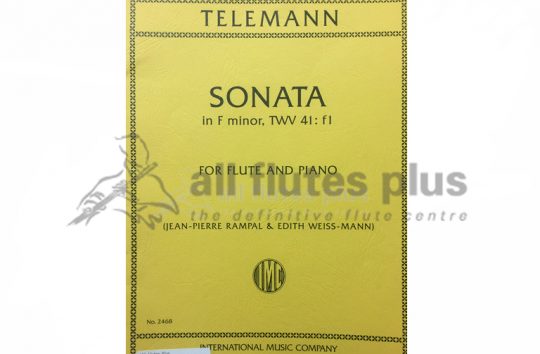 TELEMANN
SONATA
in F minor, TWV 41: f1
FOR FLUTE AND PIANO
all flutes plus
the definitive flute centre
(JEAN-PIERRE RAMPAL & EDITH WEISS-MANN)
IMC
No. 2468
INTERNATIONAL MUSIC COMPANY